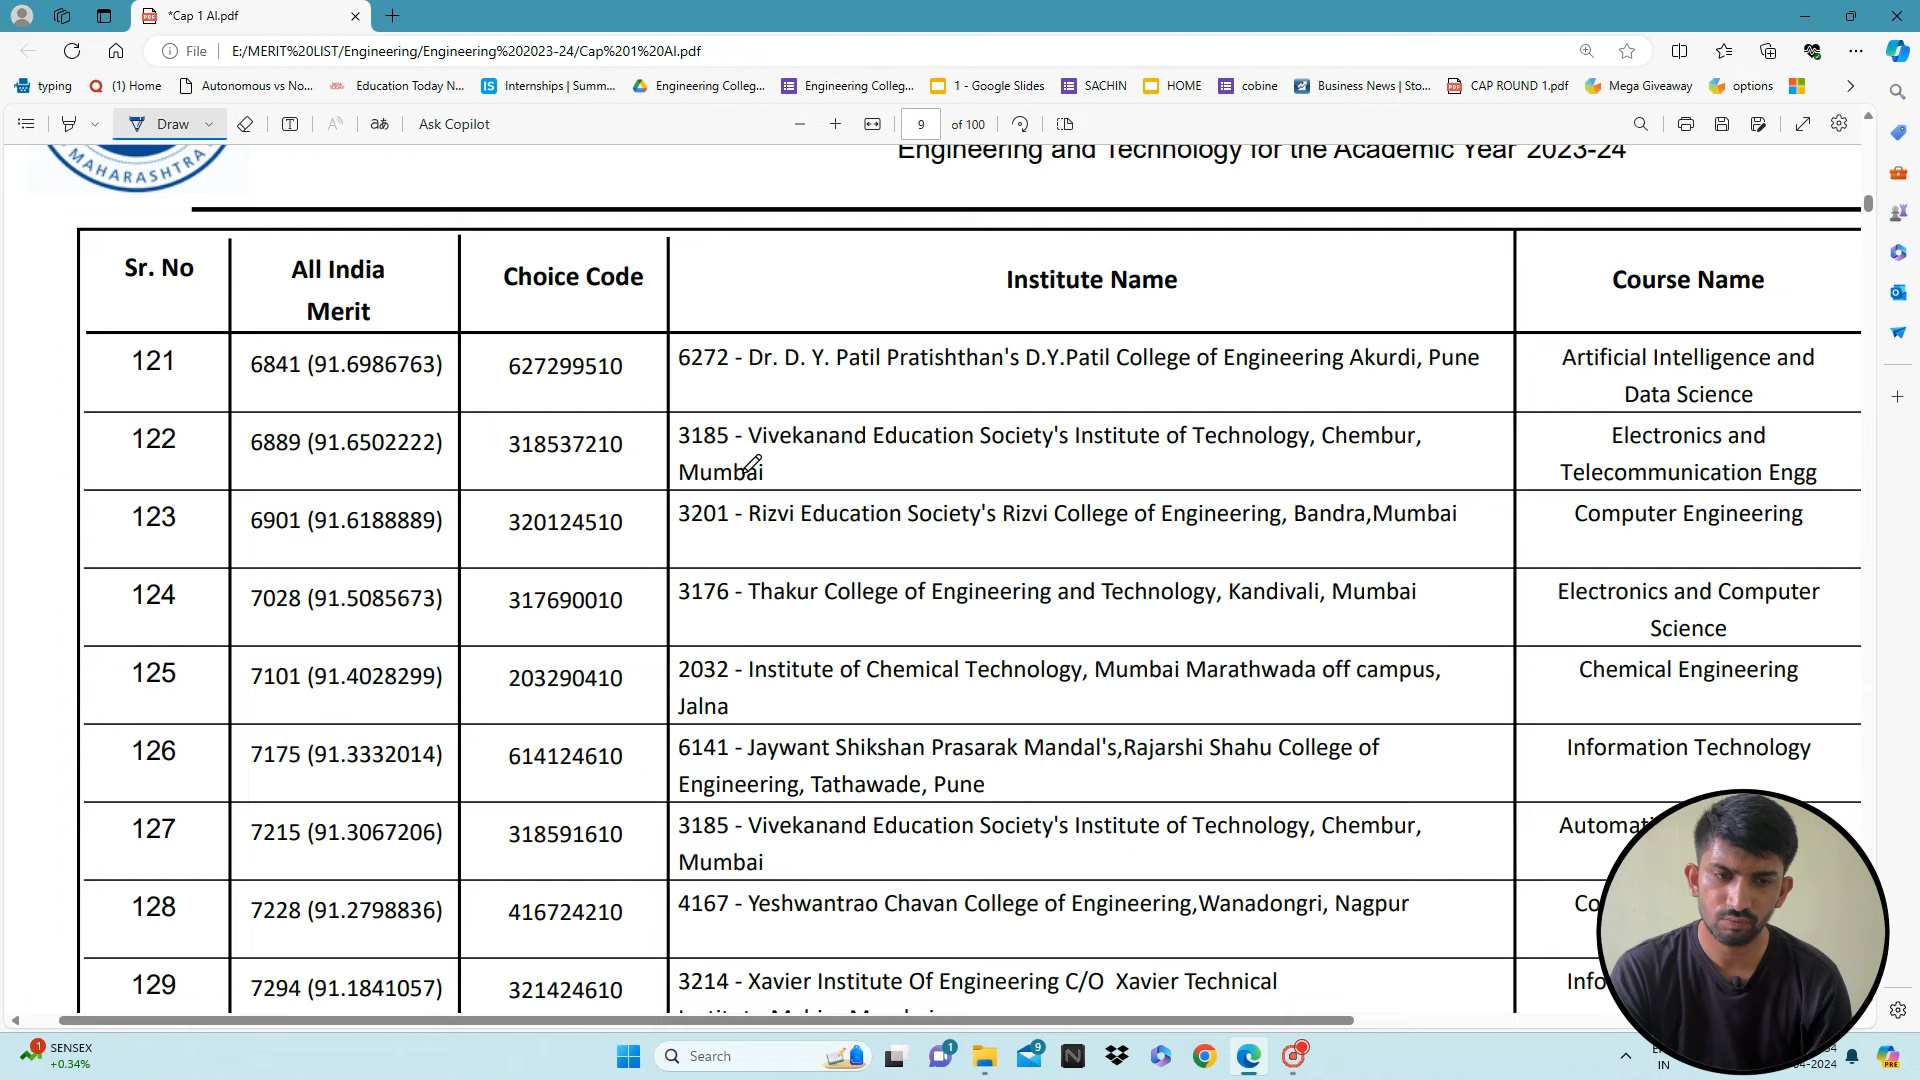 *Cap 1 AI.pdf
File
E:/MERIT%20LIST/Engineering/Engineering%202023-24/Cap%201%20AI.pdf
typing
(1) Home
Autonomous vs No...
Education Today N...
Internships | Summ...
Engineering Colleg...
Engineering Colleg...
1 - Google Slides
SACHIN
HOME
cobine
Business News | Sto...
CAP ROUND 1.pdf
Mega Giveaway
options
Draw
Ask Copilot
9
of 100
MAHARASHTRA
Engineering and Technology for the Academic Year 2023-24
Sr. No
All India
Merit
Choice Code
Institute Name
Course Name
121
6841 (91.6986763)
627299510
6272 - Dr. D. Y. Patil Pratishthan's D.Y.Patil College of Engineering Akurdi, Pune
Artificial Intelligence and
Data Science
122
6889 (91.6502222)
318537210
3185 - Vivekanand Education Society's Institute of Technology, Chembur,
Mumbai
Electronics and
Telecommunication Engg
123
6901 (91.6188889)
320124510
3201 - Rizvi Education Society's Rizvi College of Engineering, Bandra,Mumbai
Computer Engineering
124
7028 (91.5085673)
317690010
3176 - Thakur College of Engineering and Technology, Kandivali, Mumbai
Electronics and Computer
Science
125
7101 (91.4028299)
203290410
2032 - Institute of Chemical Technology, Mumbai Marathwada off campus,
Jalna
Chemical Engineering
126
7175 (91.3332014)
614124610
6141 - Jaywant Shikshan Prasarak Mandal's,Rajarshi Shahu College of
Engineering, Tathawade, Pune
Information Technology
127
7215 (91.3067206)
318591610
3185 - Vivekanand Education Society's Institute of Technology, Chembur,
Mumbai
Automat
128
7228 (91.2798836)
416724210
4167 - Yeshwantrao Chavan College of Engineering,Wanadongri, Nagpur
Co
129
7294 (91.1841057)
321424610
3214 - Xavier Institute Of Engineering C/O Xavier Technical
Info
1
SENSEX
+0.34%
Search
1
9
IN
-2024
PRE